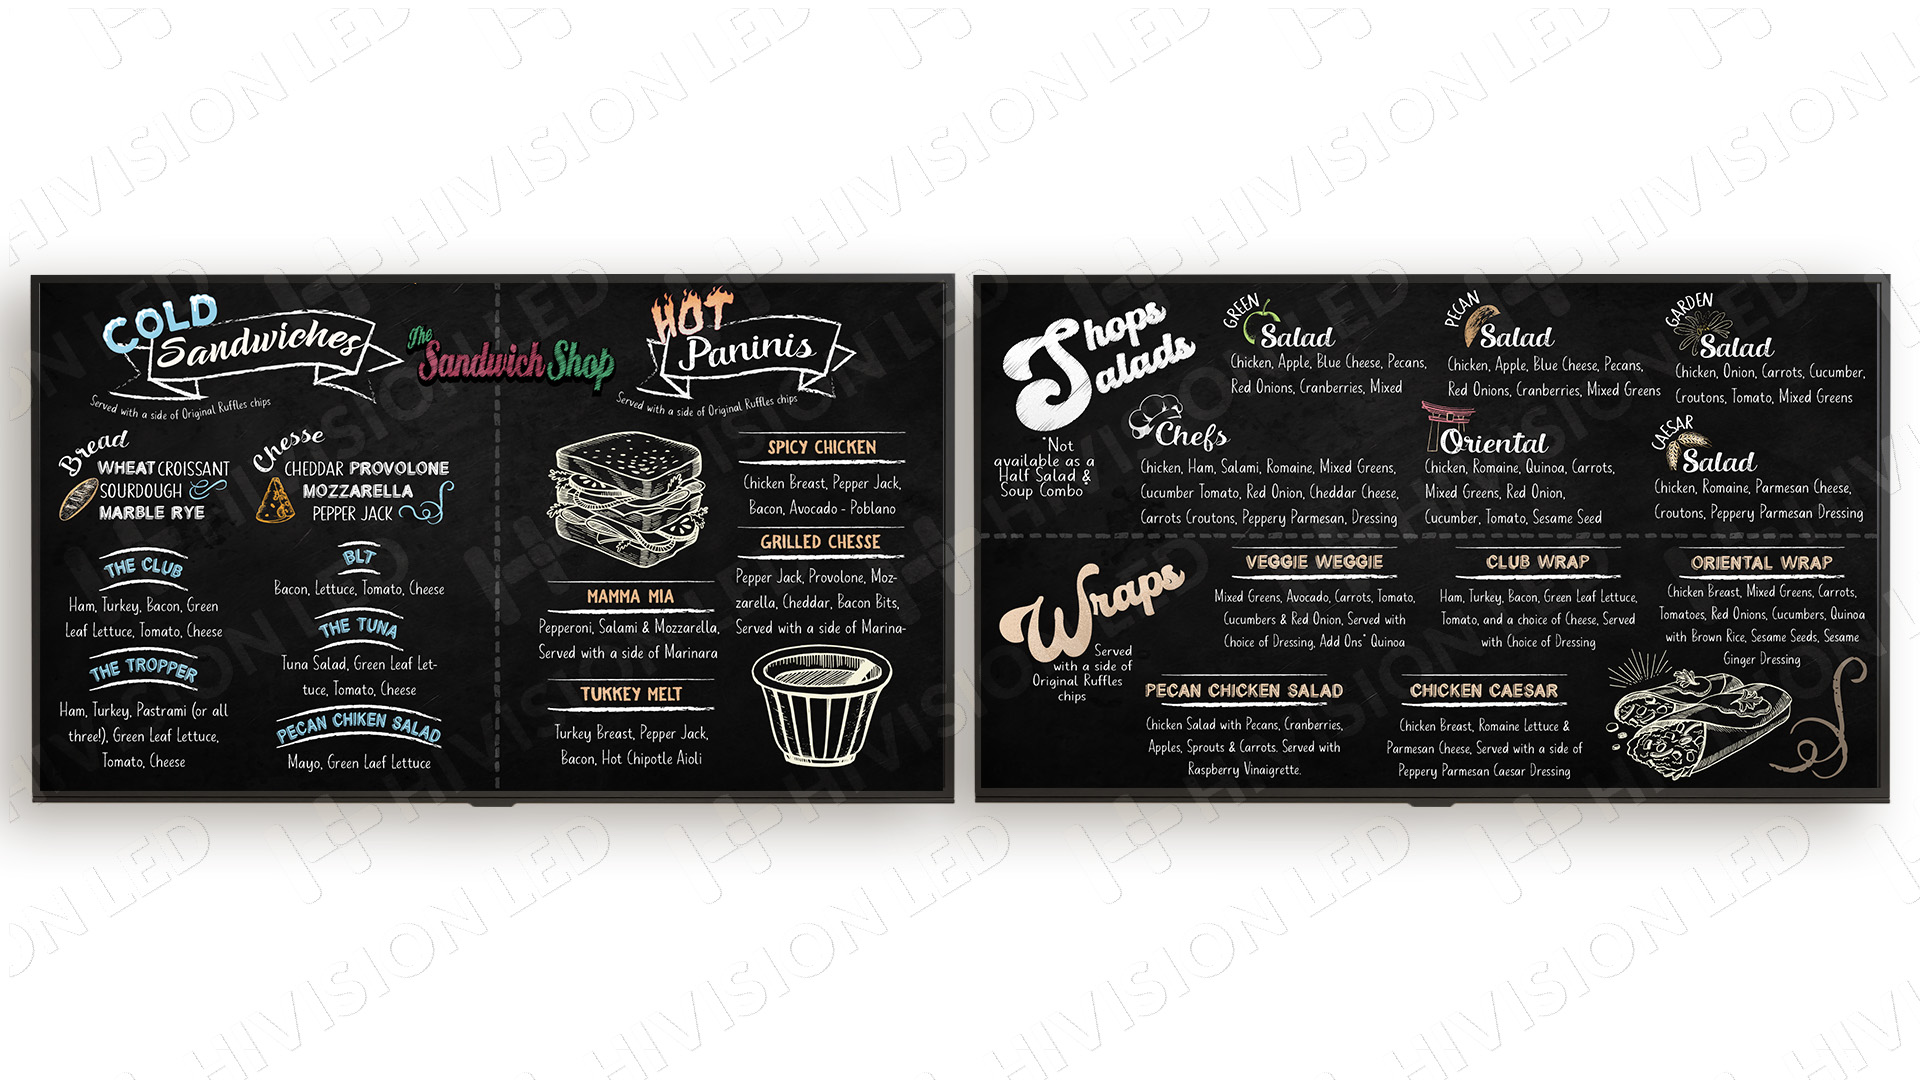 COLD
Sandwiches
Served with a side of Original Ruffles chips
The
Sandwich Shop
HOT
Paninis
Served with a side of Original Ruffles chips
Bread
WHEAT CROISSANT
SOURDOUGH
MARBLE RYE
Chesse
CHEDDAR PROVOLONE
MOZZARELLA
PEPPER JACK
THE CLUB
Ham, Turkey, Bacon, Green
Leaf Lettuce, Tomato, Cheese
THE TROPPER
Ham, Turkey, Pastrami (or all
three!), Green Leaf Lettuce,
Tomato, Cheese
BLT
Bacon, Lettuce, Tomato, Cheese
THE TUNA
Tuna Salad, Green Leaf Let-
tuce, Tomato, Cheese
PECAN CHIKEN SALAD
Mayo, Green Laef Lettuce
MAMMA MIA
Pepperoni, Salami & Mozzarella,
Served with a side of Marinara
TUKKEY MELT
Turkey Breast, Pepper Jack,
Bacon, Hot Chipotle Aioli
SPICY CHICKEN
Chicken Breast, Pepper Jack,
Bacon, Avocado - Poblano
GRILLED CHESSE
Pepper Jack, Provolone, Moz-
zarella, Cheddar, Bacon Bits,
Served with a side of Marina-
Shops
Salads
*Not
available as a
Half Salad &
Soup Combo
GREEN
Salad
Chicken, Apple, Blue Cheese, Pecans,
Red Onions, Cranberries, Mixed
PECAN
Salad
Chicken, Apple, Blue Cheese, Pecans,
Red Onions, Cranberries, Mixed Greens
GARDEN
Salad
Chicken, Onion, Carrots, Cucumber,
Croutons, Tomato, Mixed Greens
Chefs
Chicken, Ham, Salami, Romaine, Mixed Greens,
Cucumber Tomato, Red Onion, Cheddar Cheese,
Carrots Croutons, Peppery Parmesan, Dressing
Oriental
Chicken, Romaine, Quinoa, Carrots,
Mixed Greens, Red Onion,
Cucumber, Tomato, Sesame Seed
CAESAR
Salad
Chicken, Romaine, Parmesan Cheese,
Croutons, Peppery Parmesan Dressing
Wraps
Served
with a side of
Original Ruffles
chips
VEGGIE WEGGIE
Mixed Greens, Avocado, Carrots, Tomato,
Cucumbers & Red Onion, Served with
Choice of Dressing, Add Ons* Quinoa
CLUB WRAP
Ham, Turkey, Bacon, Green Leaf Lettuce,
Tomato, and a choice of Cheese, Served
with Choice of Dressing
ORIENTAL WRAP
Chicken Breast, Mixed Greens, Carrots,
Tomatoes, Red Onions, Cucumbers, Quinoa
with Brown Rice, Sesame Seeds, Sesame
Ginger Dressing
PECAN CHICKEN SALAD
Chicken Salad with Pecans, Cranberries,
Apples, Sprouts & Carrots. Served with
Raspberry Vinaigrette.
CHICKEN CAESAR
Chicken Breast, Romaine Lettuce &
Parmesan Cheese, Served with a side of
Peppery Parmesan Caesar Dressing
HIVISION LED